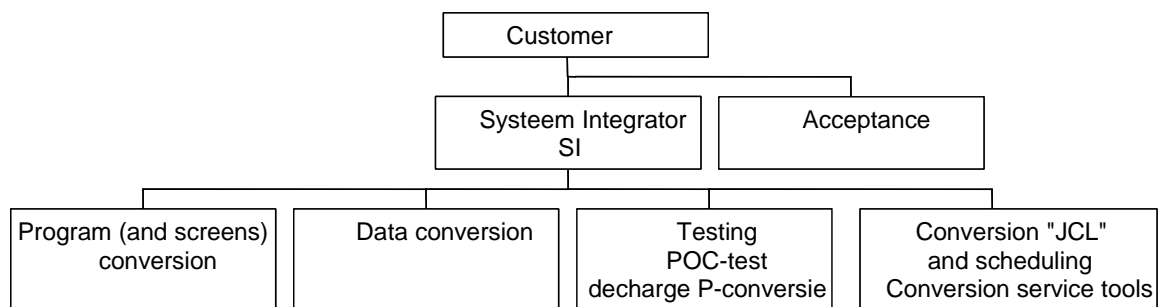 Customer
Systeem Integrator
SI
Acceptance
Program (and screens)
conversion
Data conversion
Testing
POC-test
decharge P-conversie
Conversion "JCL"
and scheduling
Conversion service tools